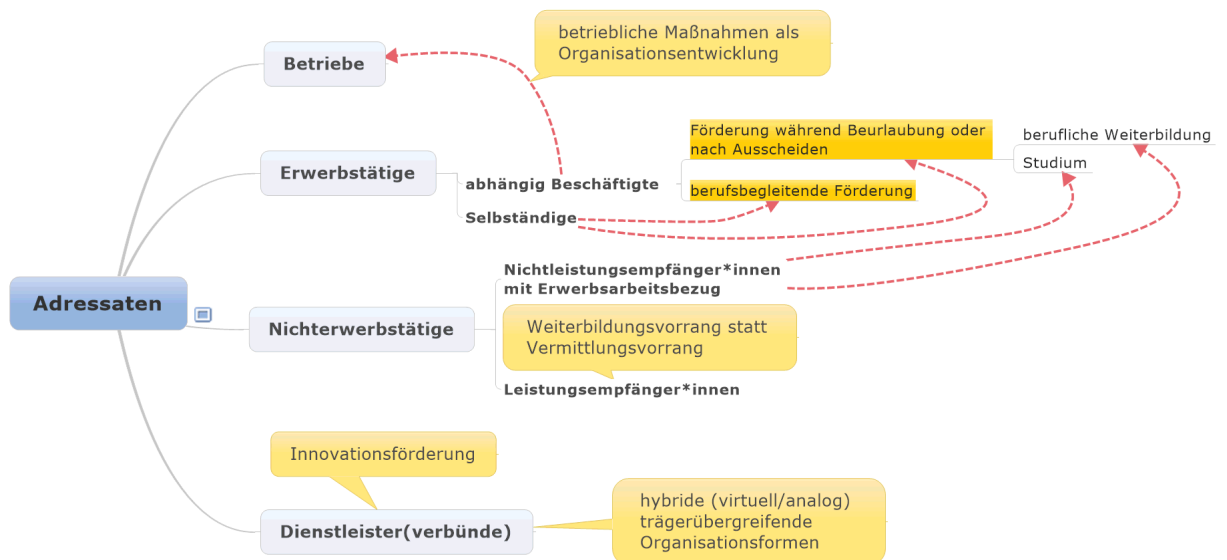 betriebliche Maßnahmen als
Organisationsentwicklung
Betriebe
Förderung während Beurlaubung oder
nach Ausscheiden
berufliche Weiterbildung
Studium
Erwerbstätige
abhängig Beschäftigte
berufsbegleitende Förderung
Selbständige
Adressaten
Nichtleistungsempfänger*innen
mit Erwerbsarbeitsbezug
Nichterwerbstätige
Weiterbildungsvorrang statt
Vermittlungsvorrang
Leistungsempfänger*innen
Innovationsförderung
Dienstleister(verbünde)
hybride (virtuell/analog)
trägerübergreifende
Organisationsformen